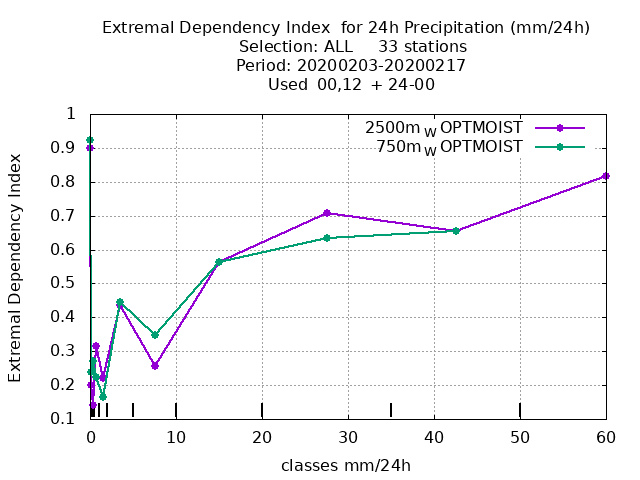 Extremal Dependency Index  for 24h Precipitation (mm/24h)
Selection: ALL     33 stations
Period: 20200203-20200217
Used  00,12  + 24-00
2500m W OPTMOIST
750m W OPTMOIST
1
0.9
0.8
0.7
0.6
0.5
0.4
0.3
0.2
0.1
Extremal Dependency Index
0 10 20 30 40 50 60
classes mm/24h